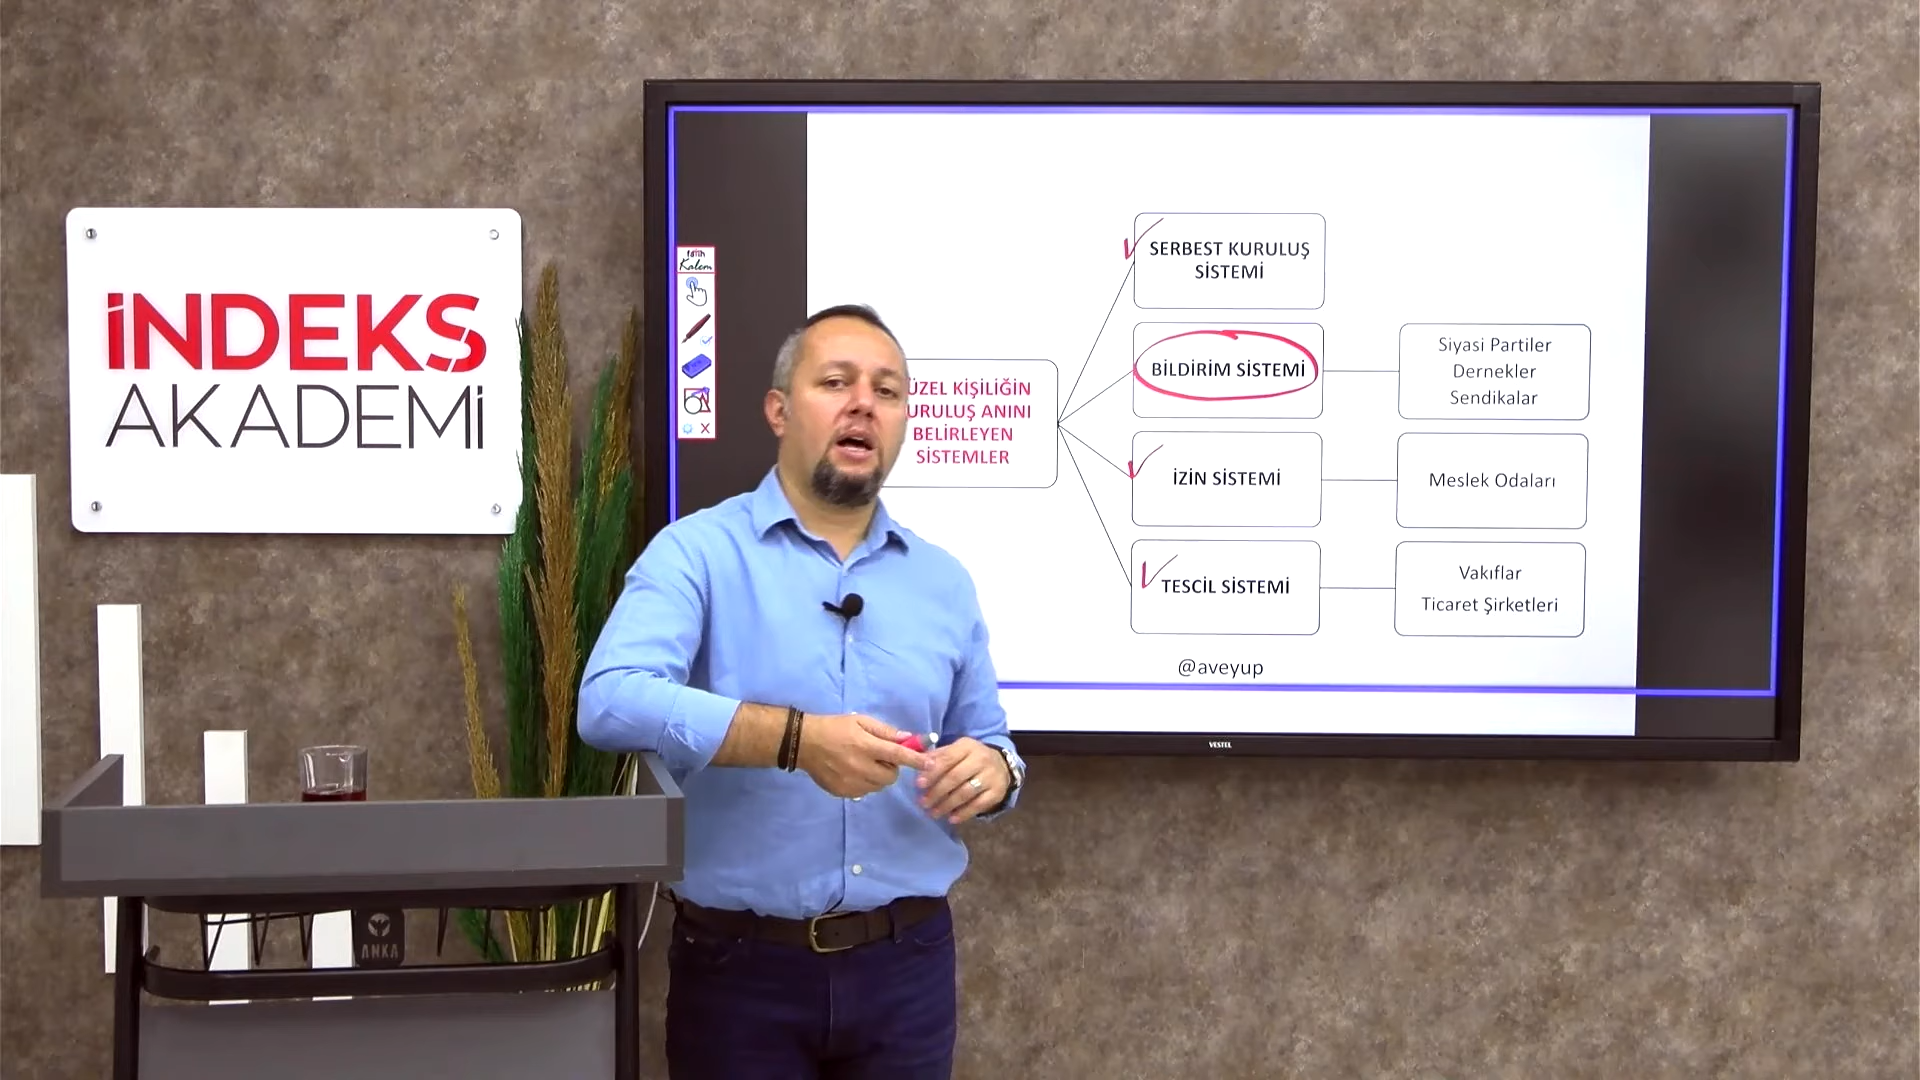 İNDEKS
AKADEMİ
fatih
Kalem
ÜZEL KİŞİLİĞİN
URULUŞ ANINI
BELİRLEYEN
SİSTEMLER
SERBEST KURULUŞ
SİSTEMİ
BİLDİRİM SİSTEMİ
Siyasi Partiler
Dernekler
Sendikalar
İZİN SİSTEMİ
Meslek Odaları
TESCİL SİSTEMİ
Vakıflar
Ticaret Şirketleri
@aveyup
VESTEL
ANKA